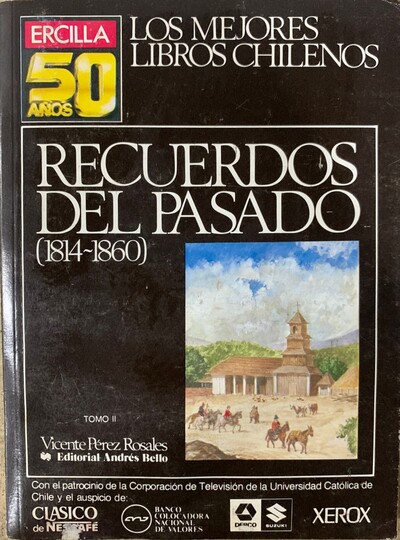 ERCILLA
50
AÑOS
LOS MEJORES
LIBROS CHILENOS
RECUERDOS
DEL PASADO
(1814~1860)
TOMO II
Vicente Pérez Rosales
Editorial Andrés Bello
Con el patrocinio de la Corporación de Televisión de la Universidad Católica de
Chile y el auspicio de:
CLASICO
de NESCAFÉ
BANCO
COLOCADORA
NACIONAL
DE VALORES
DERCO
SUZUKI
XEROX